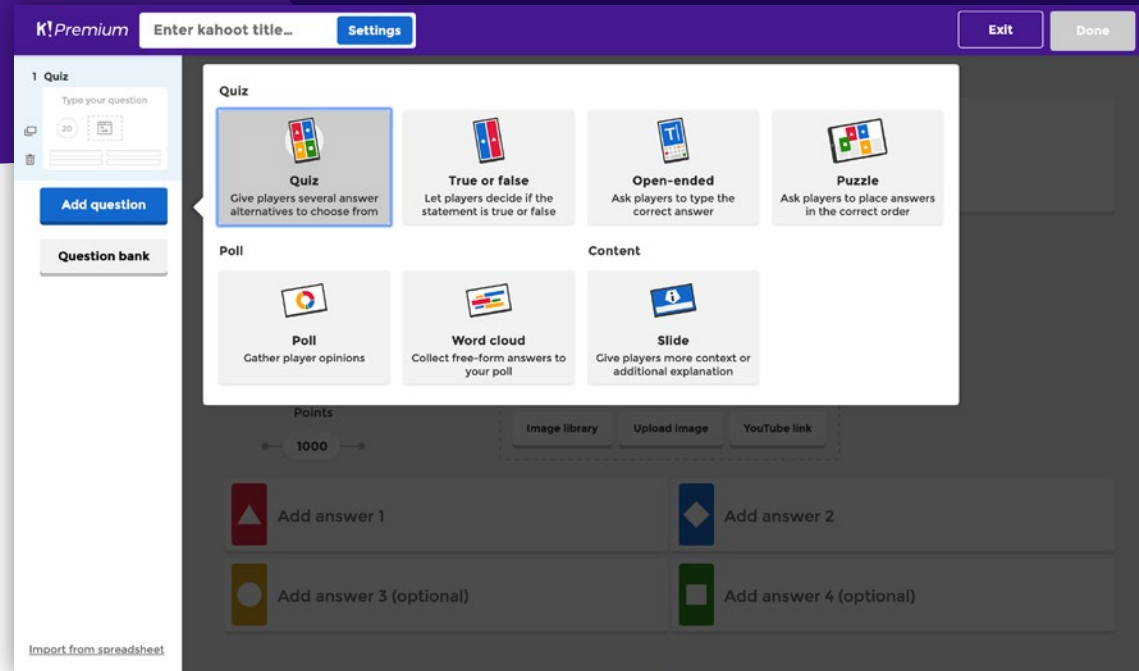 K! Premium
Enter kahoot title…
Settings
Exit
Done
1 Quiz
Type your question
20
Add question
Question bank
Import from spreadsheet
Quiz
Quiz
Give players several answer
alternatives to choose from
True or false
Let players decide if the
statement is true or false
Open-ended
Ask players to type the
correct answer
Puzzle
Ask players to place answers
in the correct order
Poll
Poll
Gather player opinions
Word cloud
Collect free-form answers to
your poll
Content
Slide
Give players more context or
additional explanation
Points
1000
Image library
Upload image
YouTube link
Add answer 1
Add answer 2
Add answer 3 (optional)
Add answer 4 (optional)